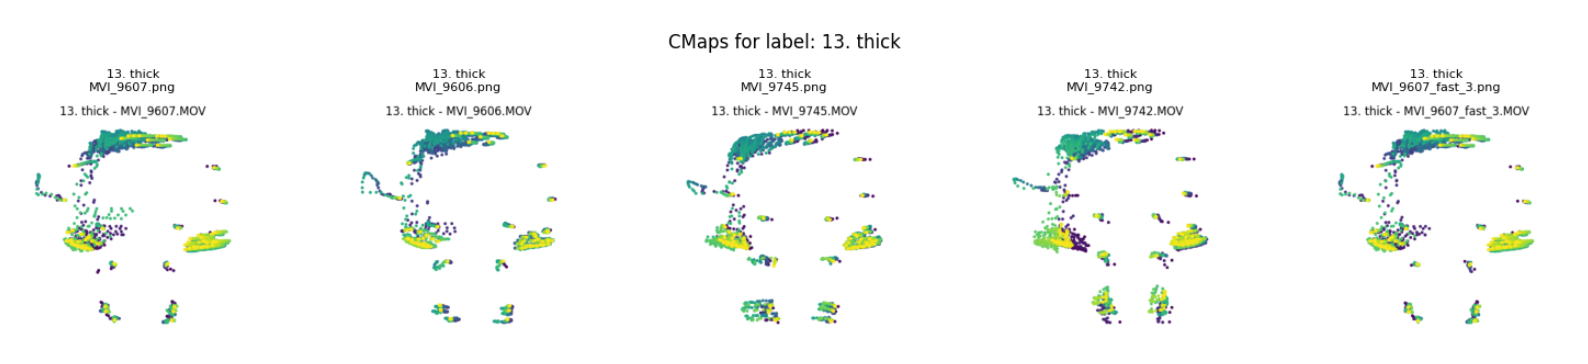 CMaps for label: 13. thick
13. thick
MVI_9607.png
13. thick - MVI_9607.MOV
13. thick
MVI_9606.png
13. thick - MVI_9606.MOV
13. thick
MVI_9745.png
13. thick - MVI_9745.MOV
13. thick
MVI_9742.png
13. thick - MVI_9742.MOV
13. thick
MVI_9607_fast_3.png
13. thick - MVI_9607_fast_3.MOV